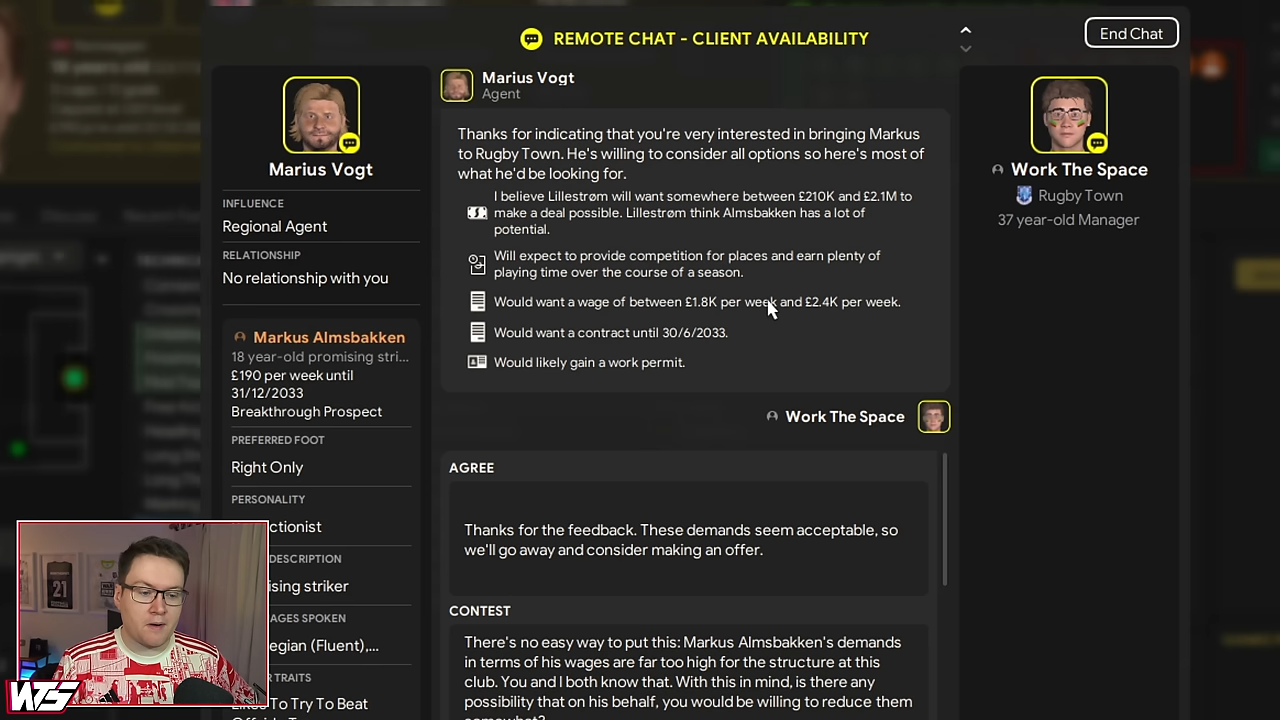 REMOTE CHAT - CLIENT AVAILABILITY
End Chat
Marius Vogt
INFLUENCE
Regional Agent
RELATIONSHIP
No relationship with you
Markus Almsbakken
18 year-old promising stri...
£190 per week until
31/12/2033
Breakthrough Prospect
PREFERRED FOOT
Right Only
PERSONALITY
ctionist
DESCRIPTION
ising striker
AGES SPOKEN
egian (Fluent),...
TRAITS
To Try To Beat
Marius Vogt
Agent
Thanks for indicating that you're very interested in bringing Markus
to Rugby Town. He's willing to consider all options so here's most of
what he'd be looking for.
I believe Lillestrøm will want somewhere between £210K and £2.1M to
make a deal possible. Lillestrøm think Almsbakken has a lot of
potential.
Will expect to provide competition for places and earn plenty of
playing time over the course of a season.
Would want a wage of between £1.8K per week and £2.4K per week.
Would want a contract until 30/6/2033.
Would likely gain a work permit.
Work The Space
AGREE
Thanks for the feedback. These demands seem acceptable, so
we'll go away and consider making an offer.
CONTEST
There's no easy way to put this: Markus Almsbakken's demands
in terms of his wages are far too high for the structure at this
club. You and I both know that. With this in mind, is there any
possibility that on his behalf, you would be willing to reduce them
somewhat?
Work The Space
Rugby Town
37 year-old Manager
21
WTS